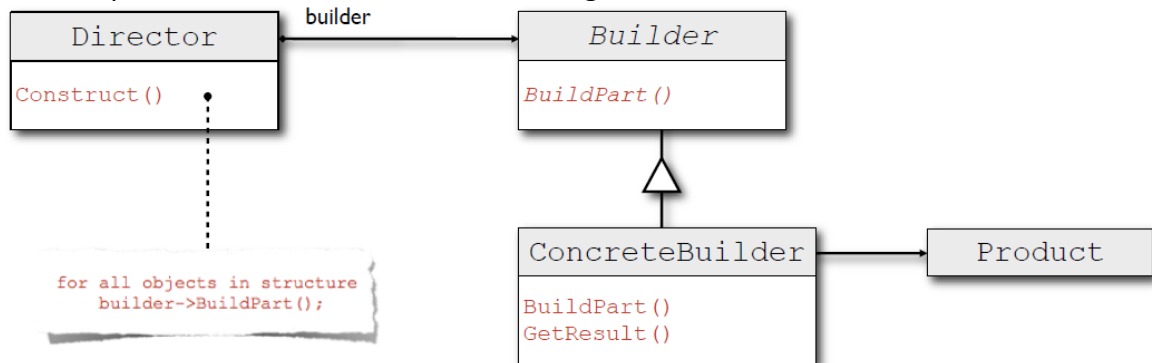 builder
Director
Builder
Construct()
BuildPart()
for all objects in structure
builder->BuildPart();
ConcreteBuilder
Product
BuildPart()
GetResult()